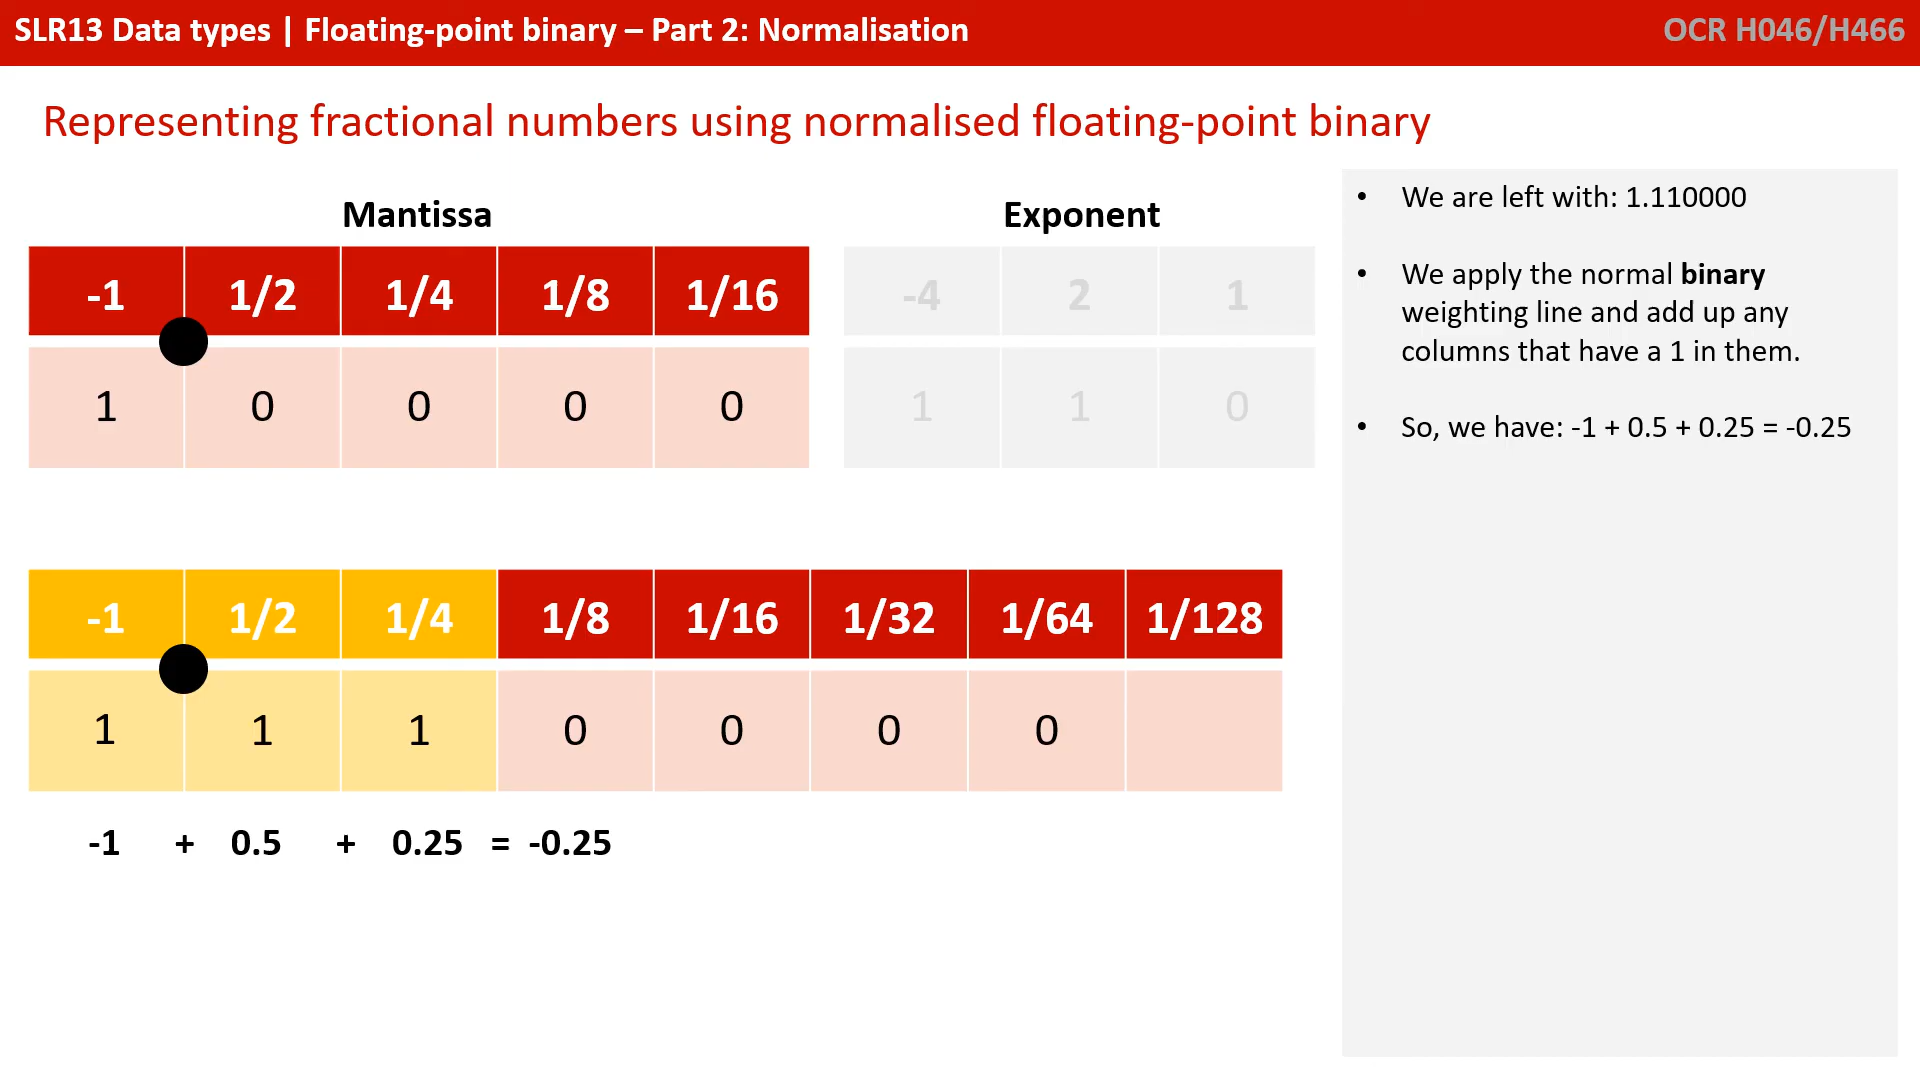 SLR13 Data types | Floating-point binary – Part 2: Normalisation
OCR H046/H466
Representing fractional numbers using normalised floating-point binary
Mantissa
Exponent
-1 1/2 1/4 1/8 1/16
-4 2 1
1 0 0 0 0
1 1 0
-1 1/2 1/4 1/8 1/16 1/32 1/64 1/128
1 1 1 0 0 0 0
-1 + 0.5 + 0.25 = -0.25
• We are left with: 1.110000
• We apply the normal binary
weighting line and add up any
columns that have a 1 in them.
• So, we have: -1 + 0.5 + 0.25 = -0.25